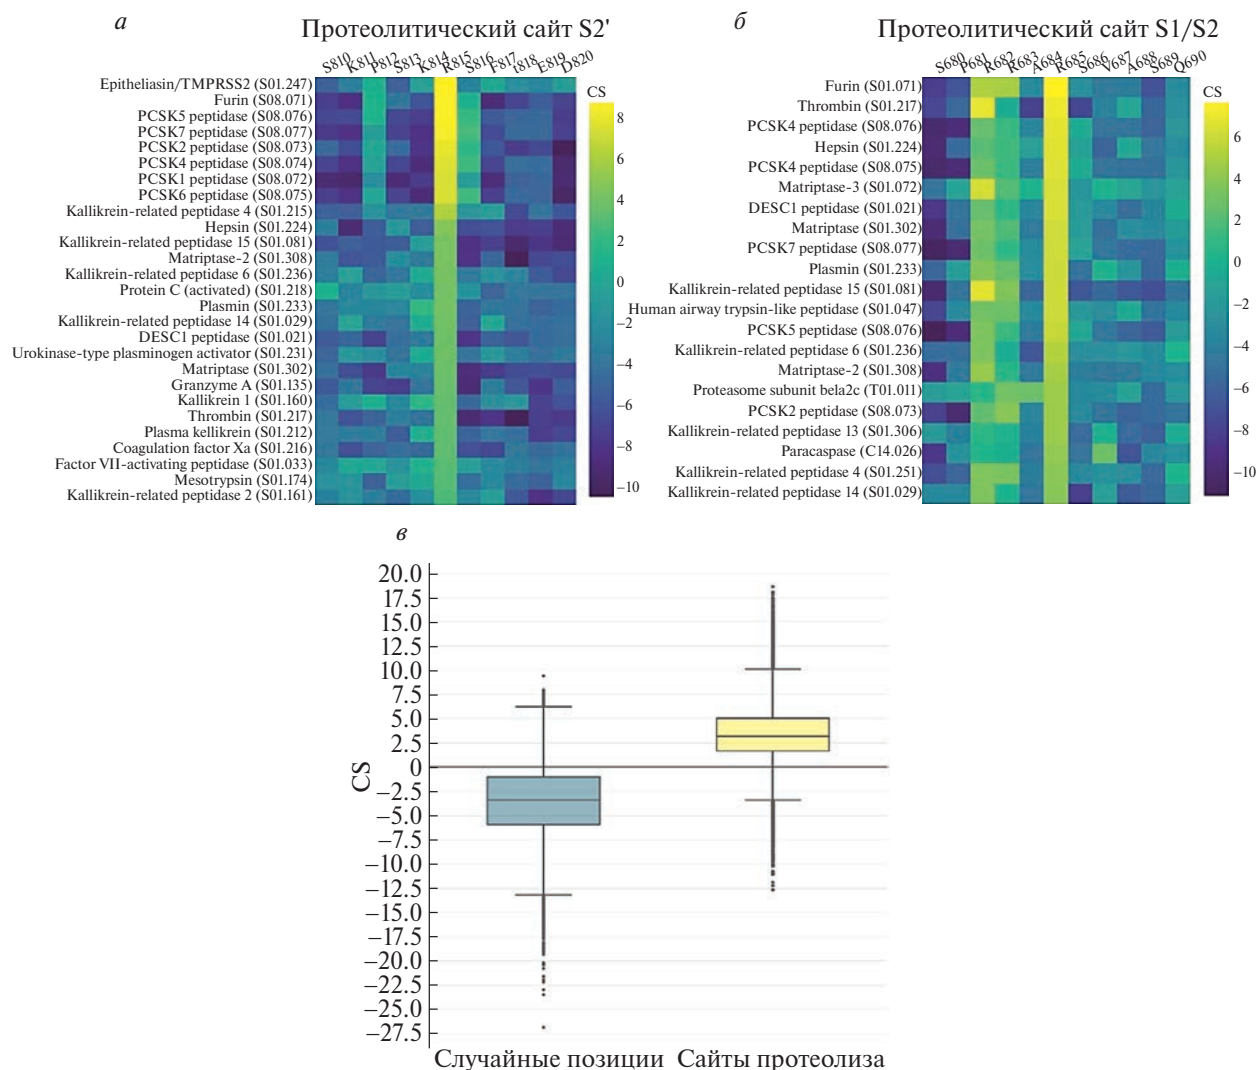 а
Протеолитический сайт S2'
S810 K811 P812 S813 K814 R815 S816 F817 I818 E819 D820
CS
Epitheliasin/TMPRSS2 (S01.247)
Furin (S08.071)
PCSK5 peptidase (S08.076)
PCSK7 peptidase (S08.077)
PCSK2 peptidase (S08.073)
PCSK4 peptidase (S08.074)
PCSK1 peptidase (S08.072)
PCSK6 peptidase (S08.075)
Kallikrein-related peptidase 4 (S01.215)
Hepsin (S01.224)
Kallikrein-related peptidase 15 (S01.081)
Matriptase-2 (S01.308)
Kallikrein-related peptidase 6 (S01.236)
Protein C (activated) (S01.218)
Plasmin (S01.233)
Kallikrein-related peptidase 14 (S01.029)
DESC1 peptidase (S01.021)
Urokinase-type plasminogen activator (S01.231)
Matriptase (S01.302)
Granzyme A (S01.135)
Kallikrein 1 (S01.160)
Thrombin (S01.217)
Plasma kellikrein (S01.212)
Coagulation factor Xa (S01.216)
Factor VII-activating peptidase (S01.033)
Mesotrypsin (S01.174)
Kallikrein-related peptidase 2 (S01.161)
8
6
4
2
0
−2
−4
−6
−8
−10
б
Протеолитический сайт S1/S2
S680 P681 R682 R683 A684 R685 S686 V687 A688 S689 Q690
CS
Furin (S01.071)
Thrombin (S01.217)
PCSK4 peptidase (S08.076)
Hepsin (S01.224)
PCSK4 peptidase (S08.075)
Matriptase-3 (S01.072)
DESC1 peptidase (S01.021)
Matriptase (S01.302)
PCSK7 peptidase (S08.077)
Plasmin (S01.233)
Kallikrein-related peptidase 15 (S01.081)
Human airway trypsin-like peptidase (S01.047)
PCSK5 peptidase (S08.076)
Kallikrein-related peptidase 6 (S01.236)
Matriptase-2 (S01.308)
Proteasome subunit bela2c (T01.011)
PCSK2 peptidase (S08.073)
Kallikrein-related peptidase 13 (S01.306)
Paracaspase (C14.026)
Kallikrein-related peptidase 4 (S01.251)
Kallikrein-related peptidase 14 (S01.029)
6
4
2
0
−2
−4
−6
−8
−10
в
20.0
17.5
15.0
12.5
10.0
7.5
5.0
2.5
0
−2.5
−5.0
−7.5
−10.0
−12.5
−15.0
−17.5
−20.0
−22.5
−25.0
−27.5
CS
Случайные позиции Сайты протеолиза